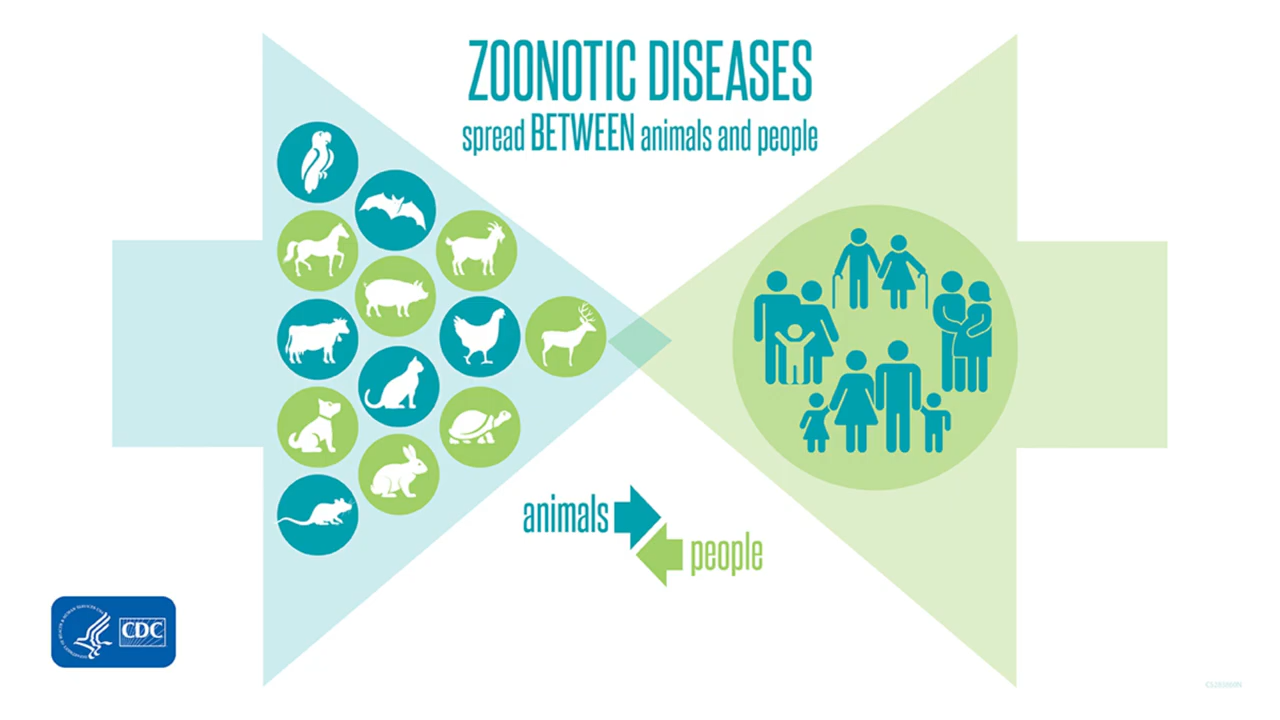 ZOONOTIC DISEASES
spread BETWEEN animals and people
animals
people
CDC